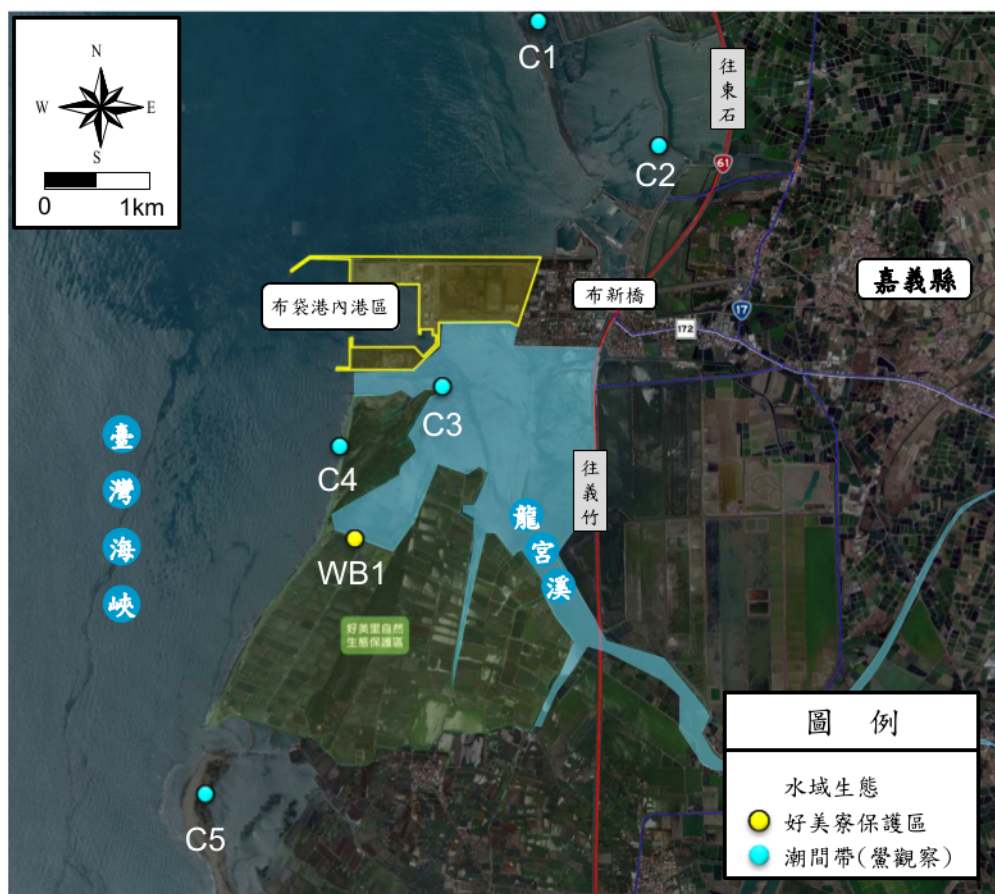 N
W E
S
0 1km
C1
C2
往東石
61
布袋港內港區
布新橋
嘉義縣
17
172
C3
C4
臺灣海峽
往義竹
龍宮溪
WB1
好美里自然
生態保護區
C5
圖 例
水域生態
好美寮保護區
潮間帶(鱟觀察)